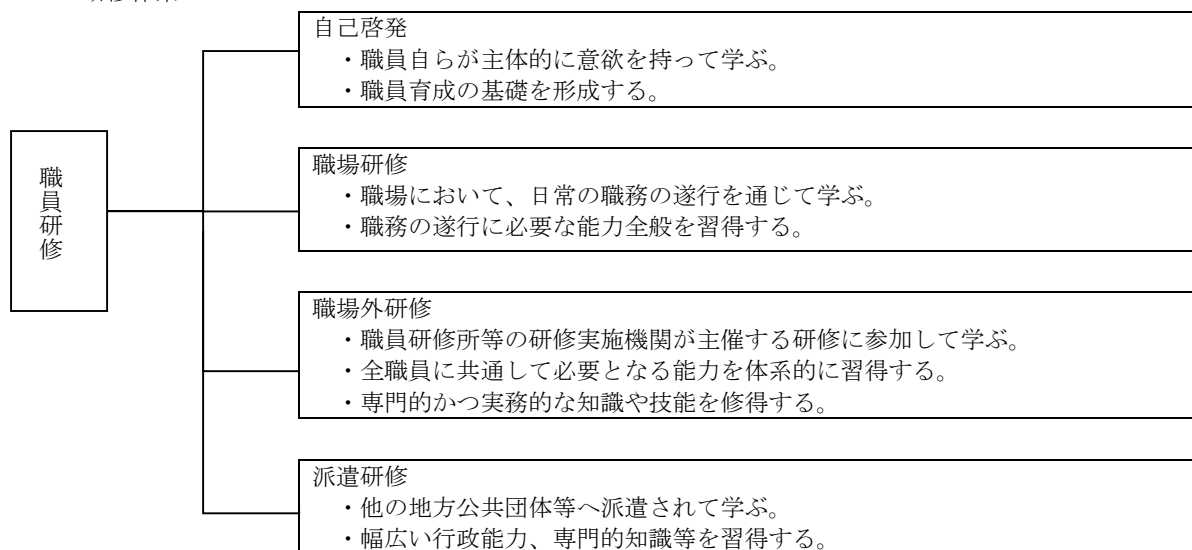 職員研修
自己啓発
・職員自らが主体的に意欲を持って学ぶ。
・職員育成の基礎を形成する。
職場研修
・職場において、日常の職務の遂行を通じて学ぶ。
・職務の遂行に必要な能力全般を習得する。
職場外研修
・職員研修所等の研修実施機関が主催する研修に参加して学ぶ。
・全職員に共通して必要となる能力を体系的に習得する。
・専門的かつ実務的な知識や技能を修得する。
派遣研修
・他の地方公共団体等へ派遣されて学ぶ。
・幅広い行政能力、専門的知識等を習得する。